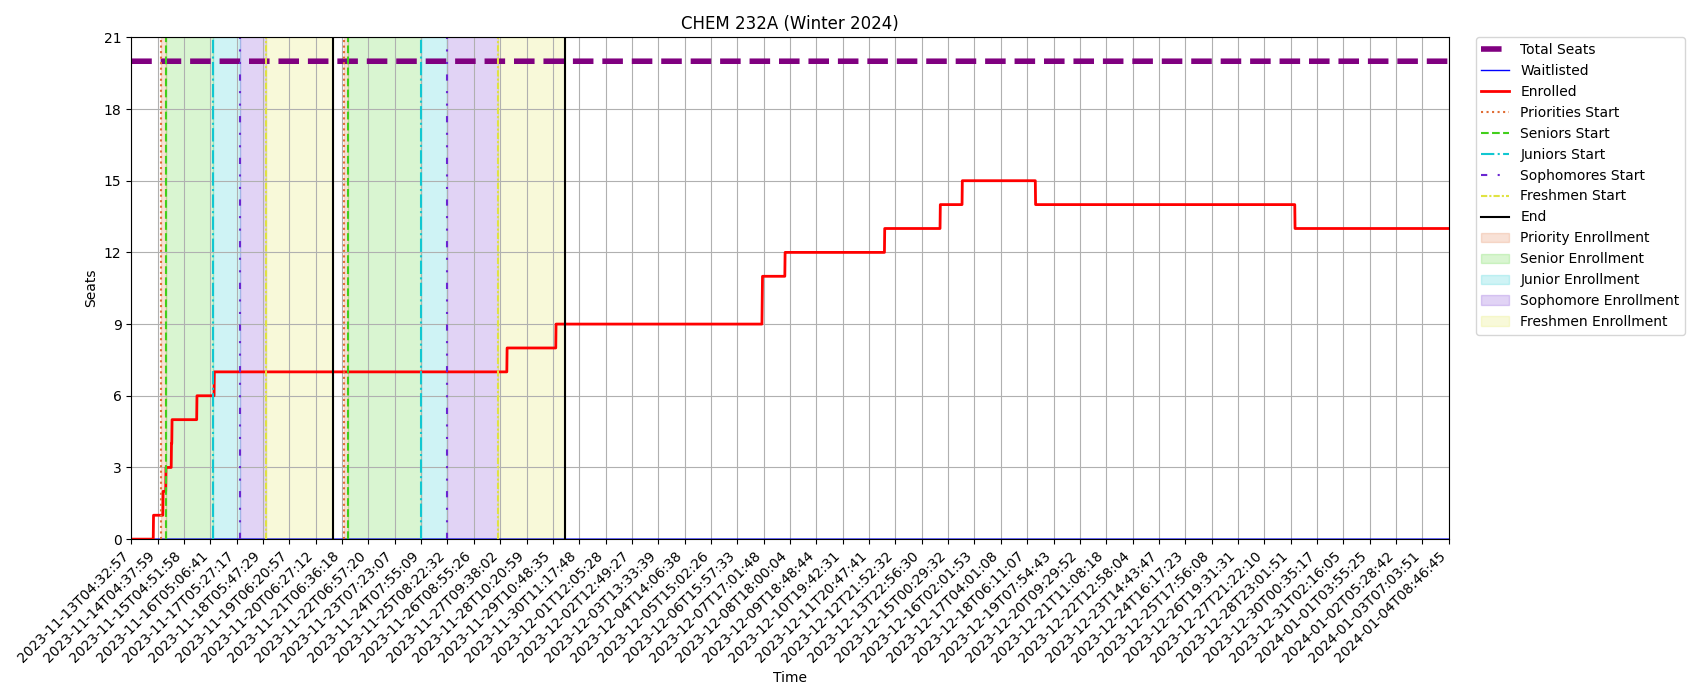 CHEM 232A (Winter 2024)
21
18
15
12
9
6
3
0
Seats
2023-11-13T04:32:57
2023-11-14T04:37:59
2023-11-15T04:51:58
2023-11-16T05:06:41
2023-11-17T05:27:17
2023-11-18T05:47:29
2023-11-19T06:20:57
2023-11-20T06:27:12
2023-11-21T06:36:18
2023-11-22T06:57:20
2023-11-23T07:23:07
2023-11-24T07:55:09
2023-11-25T08:22:32
2023-11-26T08:55:26
2023-11-27T09:38:02
2023-11-28T10:20:59
2023-11-29T10:48:35
2023-11-30T11:17:48
2023-12-01T12:05:28
2023-12-02T12:49:27
2023-12-03T13:33:39
2023-12-04T14:06:38
2023-12-05T15:02:26
2023-12-06T15:57:33
2023-12-07T17:01:48
2023-12-08T18:00:04
2023-12-09T18:48:44
2023-12-10T19:42:31
2023-12-11T20:47:41
2023-12-12T21:52:32
2023-12-13T22:56:30
2023-12-15T00:29:32
2023-12-16T02:01:53
2023-12-17T04:01:08
2023-12-18T06:11:07
2023-12-19T07:54:43
2023-12-20T09:29:52
2023-12-21T11:08:18
2023-12-22T12:58:04
2023-12-23T14:43:47
2023-12-24T16:17:23
2023-12-25T17:56:08
2023-12-26T19:31:31
2023-12-27T21:22:10
2023-12-28T23:01:51
2023-12-30T00:35:17
2023-12-31T02:16:05
2024-01-01T03:55:25
2024-01-02T05:28:42
2024-01-03T07:03:51
2024-01-04T08:46:45
Time
Total Seats
Waitlisted
Enrolled
Priorities Start
Seniors Start
Juniors Start
Sophomores Start
Freshmen Start
End
Priority Enrollment
Senior Enrollment
Junior Enrollment
Sophomore Enrollment
Freshmen Enrollment